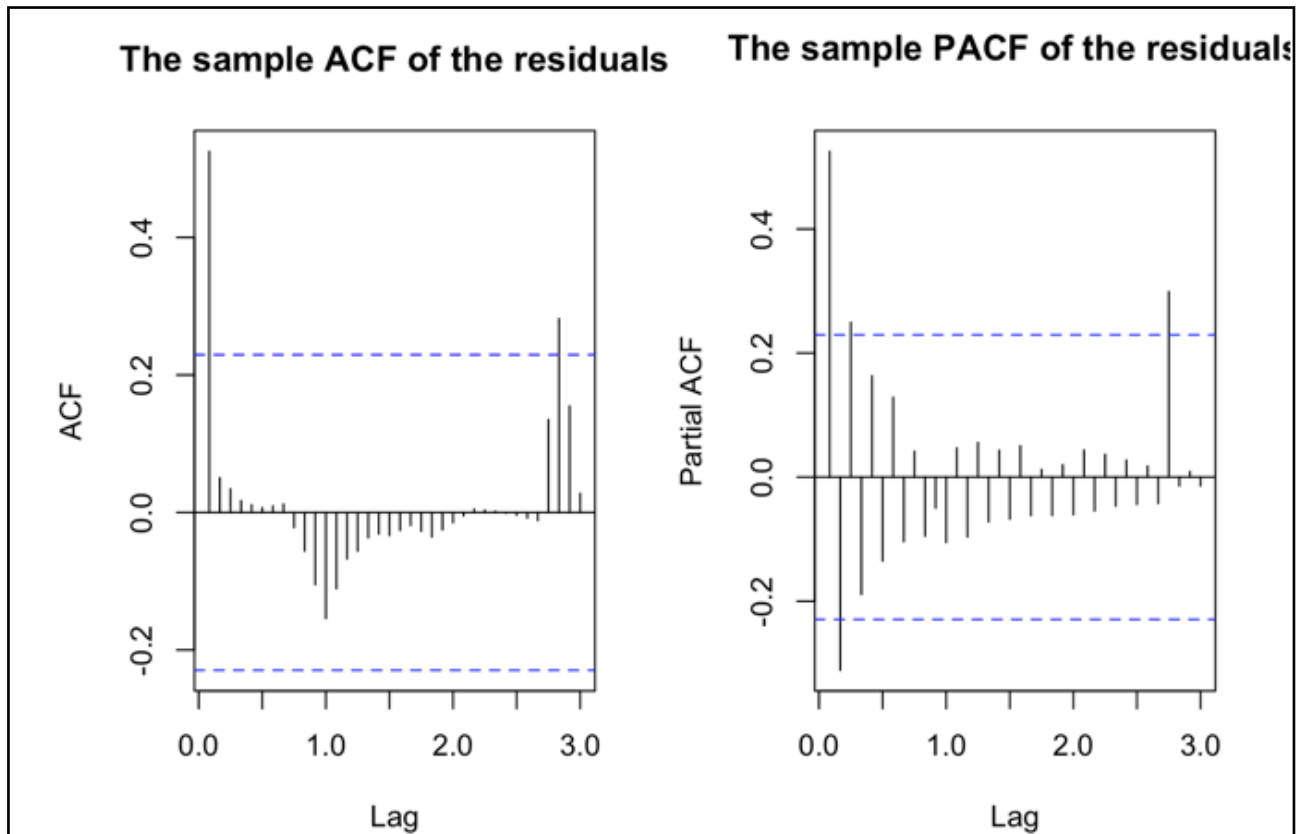 The sample ACF of the residuals
ACF
-0.2 0.0 0.2 0.4
0.0 1.0 2.0 3.0
Lag
The sample PACF of the residuals
Partial ACF
-0.2 0.0 0.2 0.4
0.0 1.0 2.0 3.0
Lag